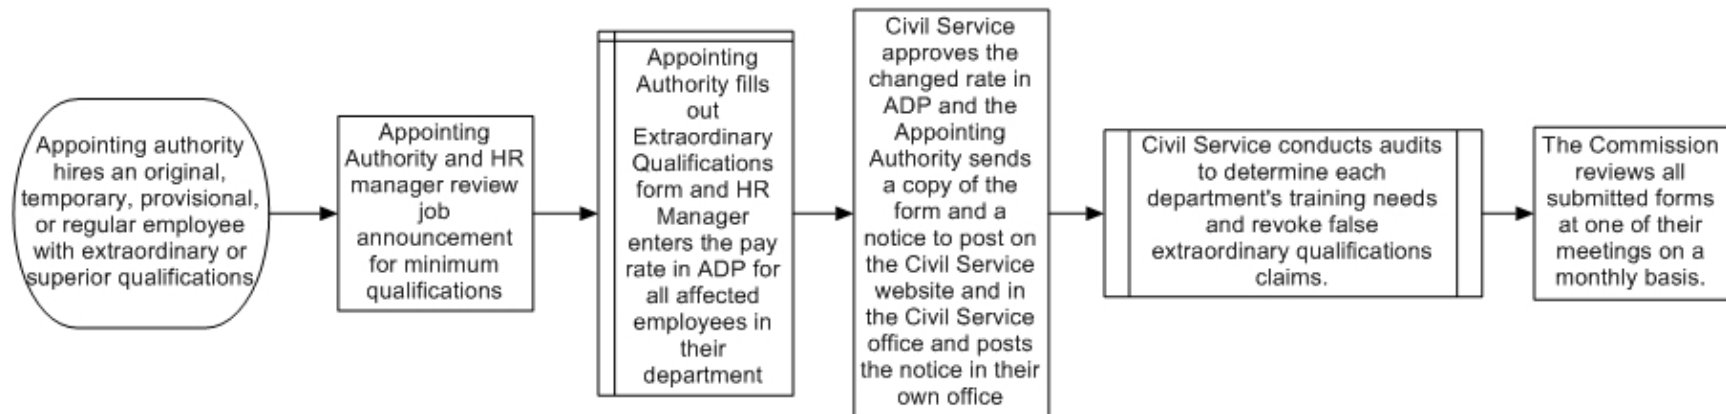 Appointing authority
hires an original,
temporary, provisional,
or regular employee
with extraordinary or
superior qualifications
Appointing
Authority and HR
manager review
job
announcement
for minimum
qualifications
Appointing
Authority fills
out
Extraordinary
Qualifications
form and HR
Manager
enters the pay
rate in ADP for
all affected
employees in
their
department
Civil Service
approves the
changed rate in
ADP and the
Appointing
Authority sends
a copy of the
form and a
notice to post on
the Civil Service
website and in
the Civil Service
office and posts
the notice in their
own office
Civil Service conducts audits
to determine each
department's training needs
and revoke false
extraordinary qualifications
claims.
The Commission
reviews all
submitted forms
at one of their
meetings on a
monthly basis.